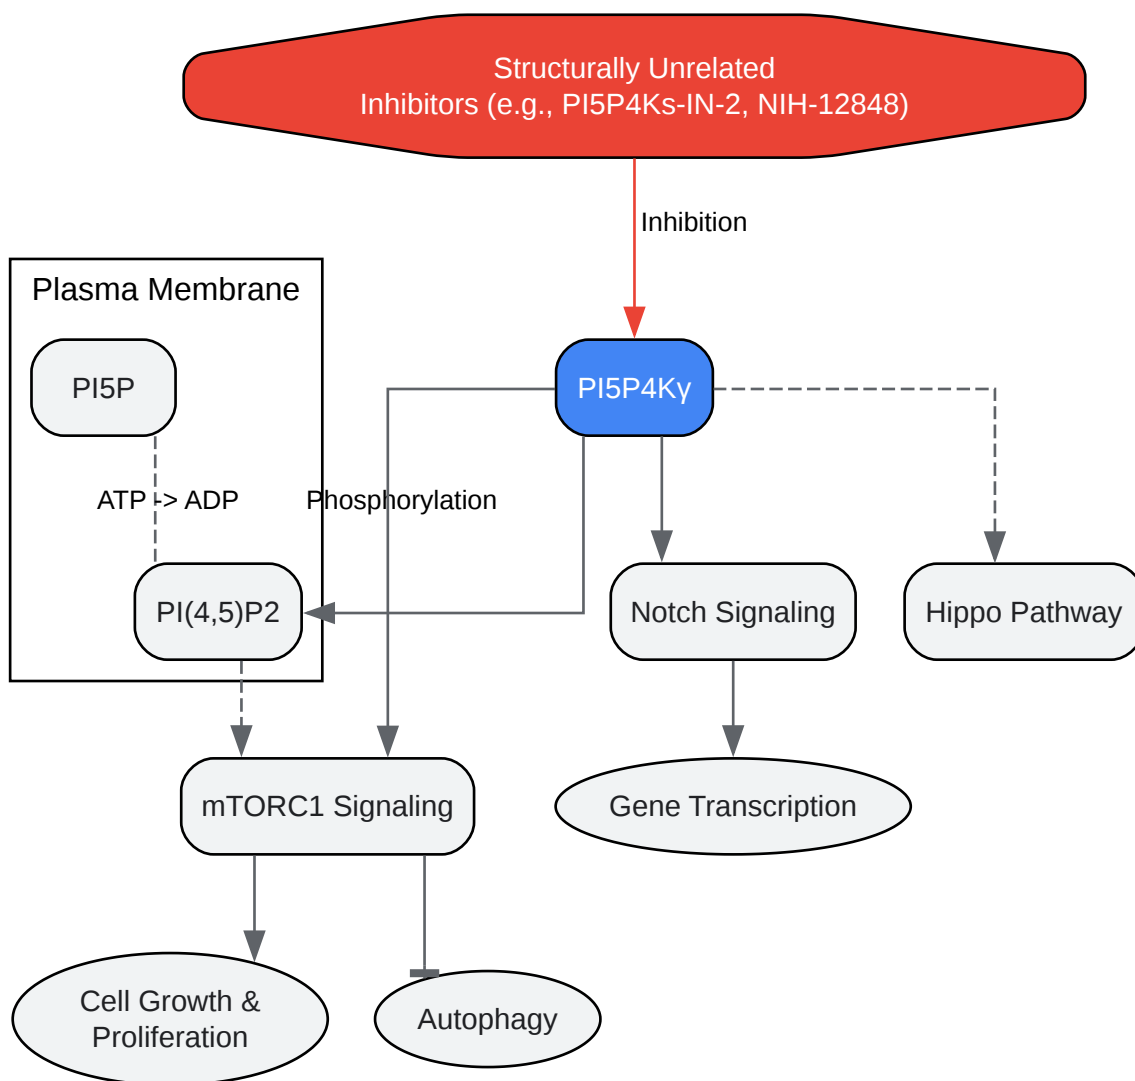 Structurally Unrelated
Inhibitors (e.g., PI5P4Ks-IN-2, NIH-12848)
Inhibition
Plasma Membrane
PI5P
PI5P4Kγ
ATP -> ADP
Phosphorylation
PI(4,5)P2
Notch Signaling
Hippo Pathway
mTORC1 Signaling
Gene Transcription
Cell Growth &
Proliferation
Autophagy